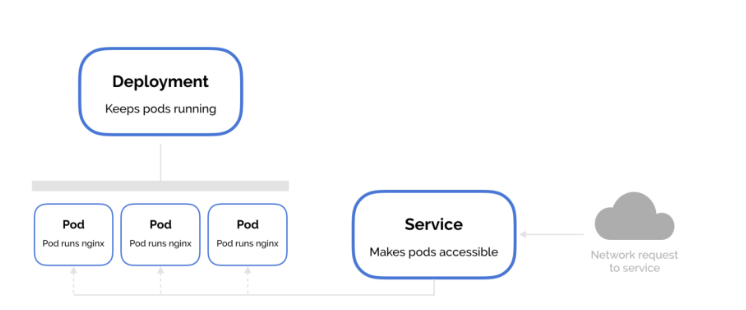 Deployment
Keeps pods running
Pod
Pod runs nginx
Pod
Pod runs nginx
Pod
Pod runs nginx
Service
Makes pods accessible
Network request
to service